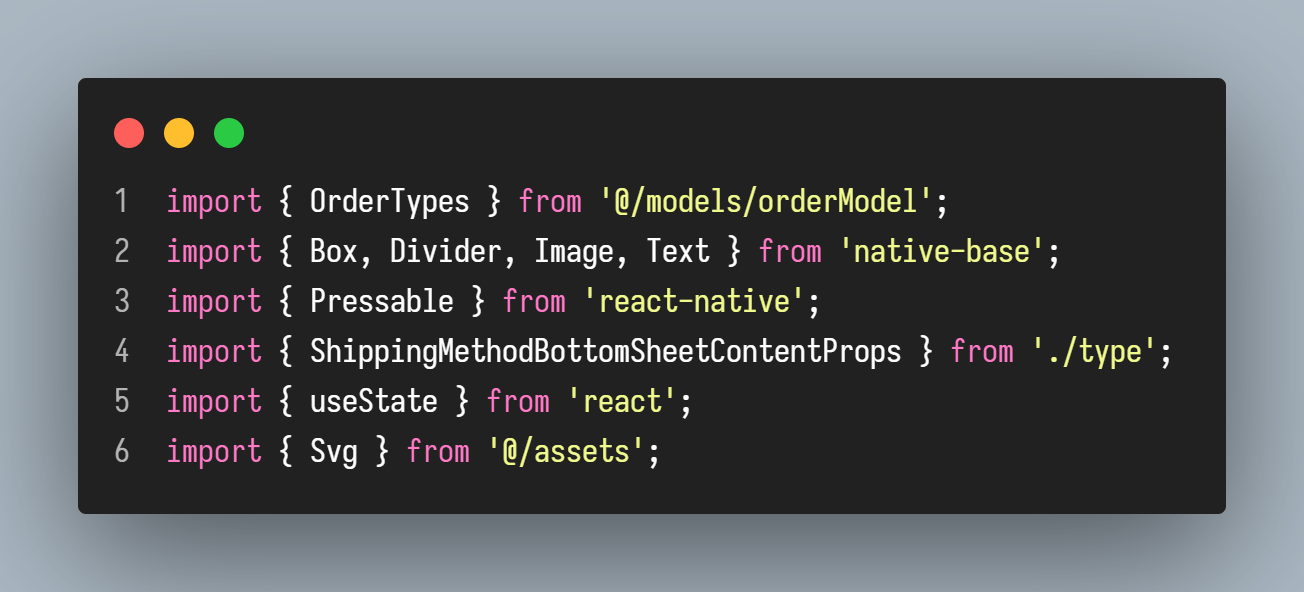 1 import { OrderTypes } from '@/models/orderModel';
2 import { Box, Divider, Image, Text } from 'native-base';
3 import { Pressable } from 'react-native';
4 import { ShippingMethodBottomSheetContentProps } from './type';
5 import { useState } from 'react';
6 import { Svg } from '@/assets';